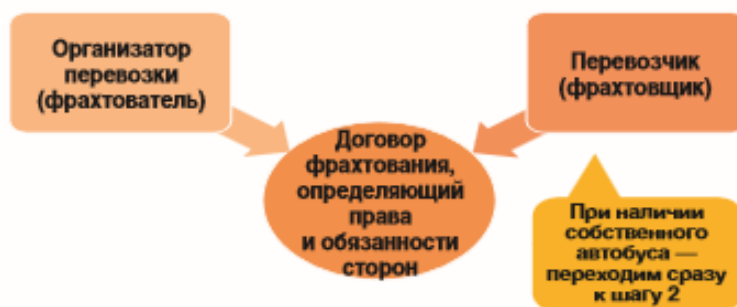 Организатор
перевозки
(фрахтователь)
Перевозчик
(фрахтовщик)
Договор
фрахтования,
определяющий
права
и обязанности
сторон
При наличии
собственного
автобуса —
переходим сразу
к шагу 2